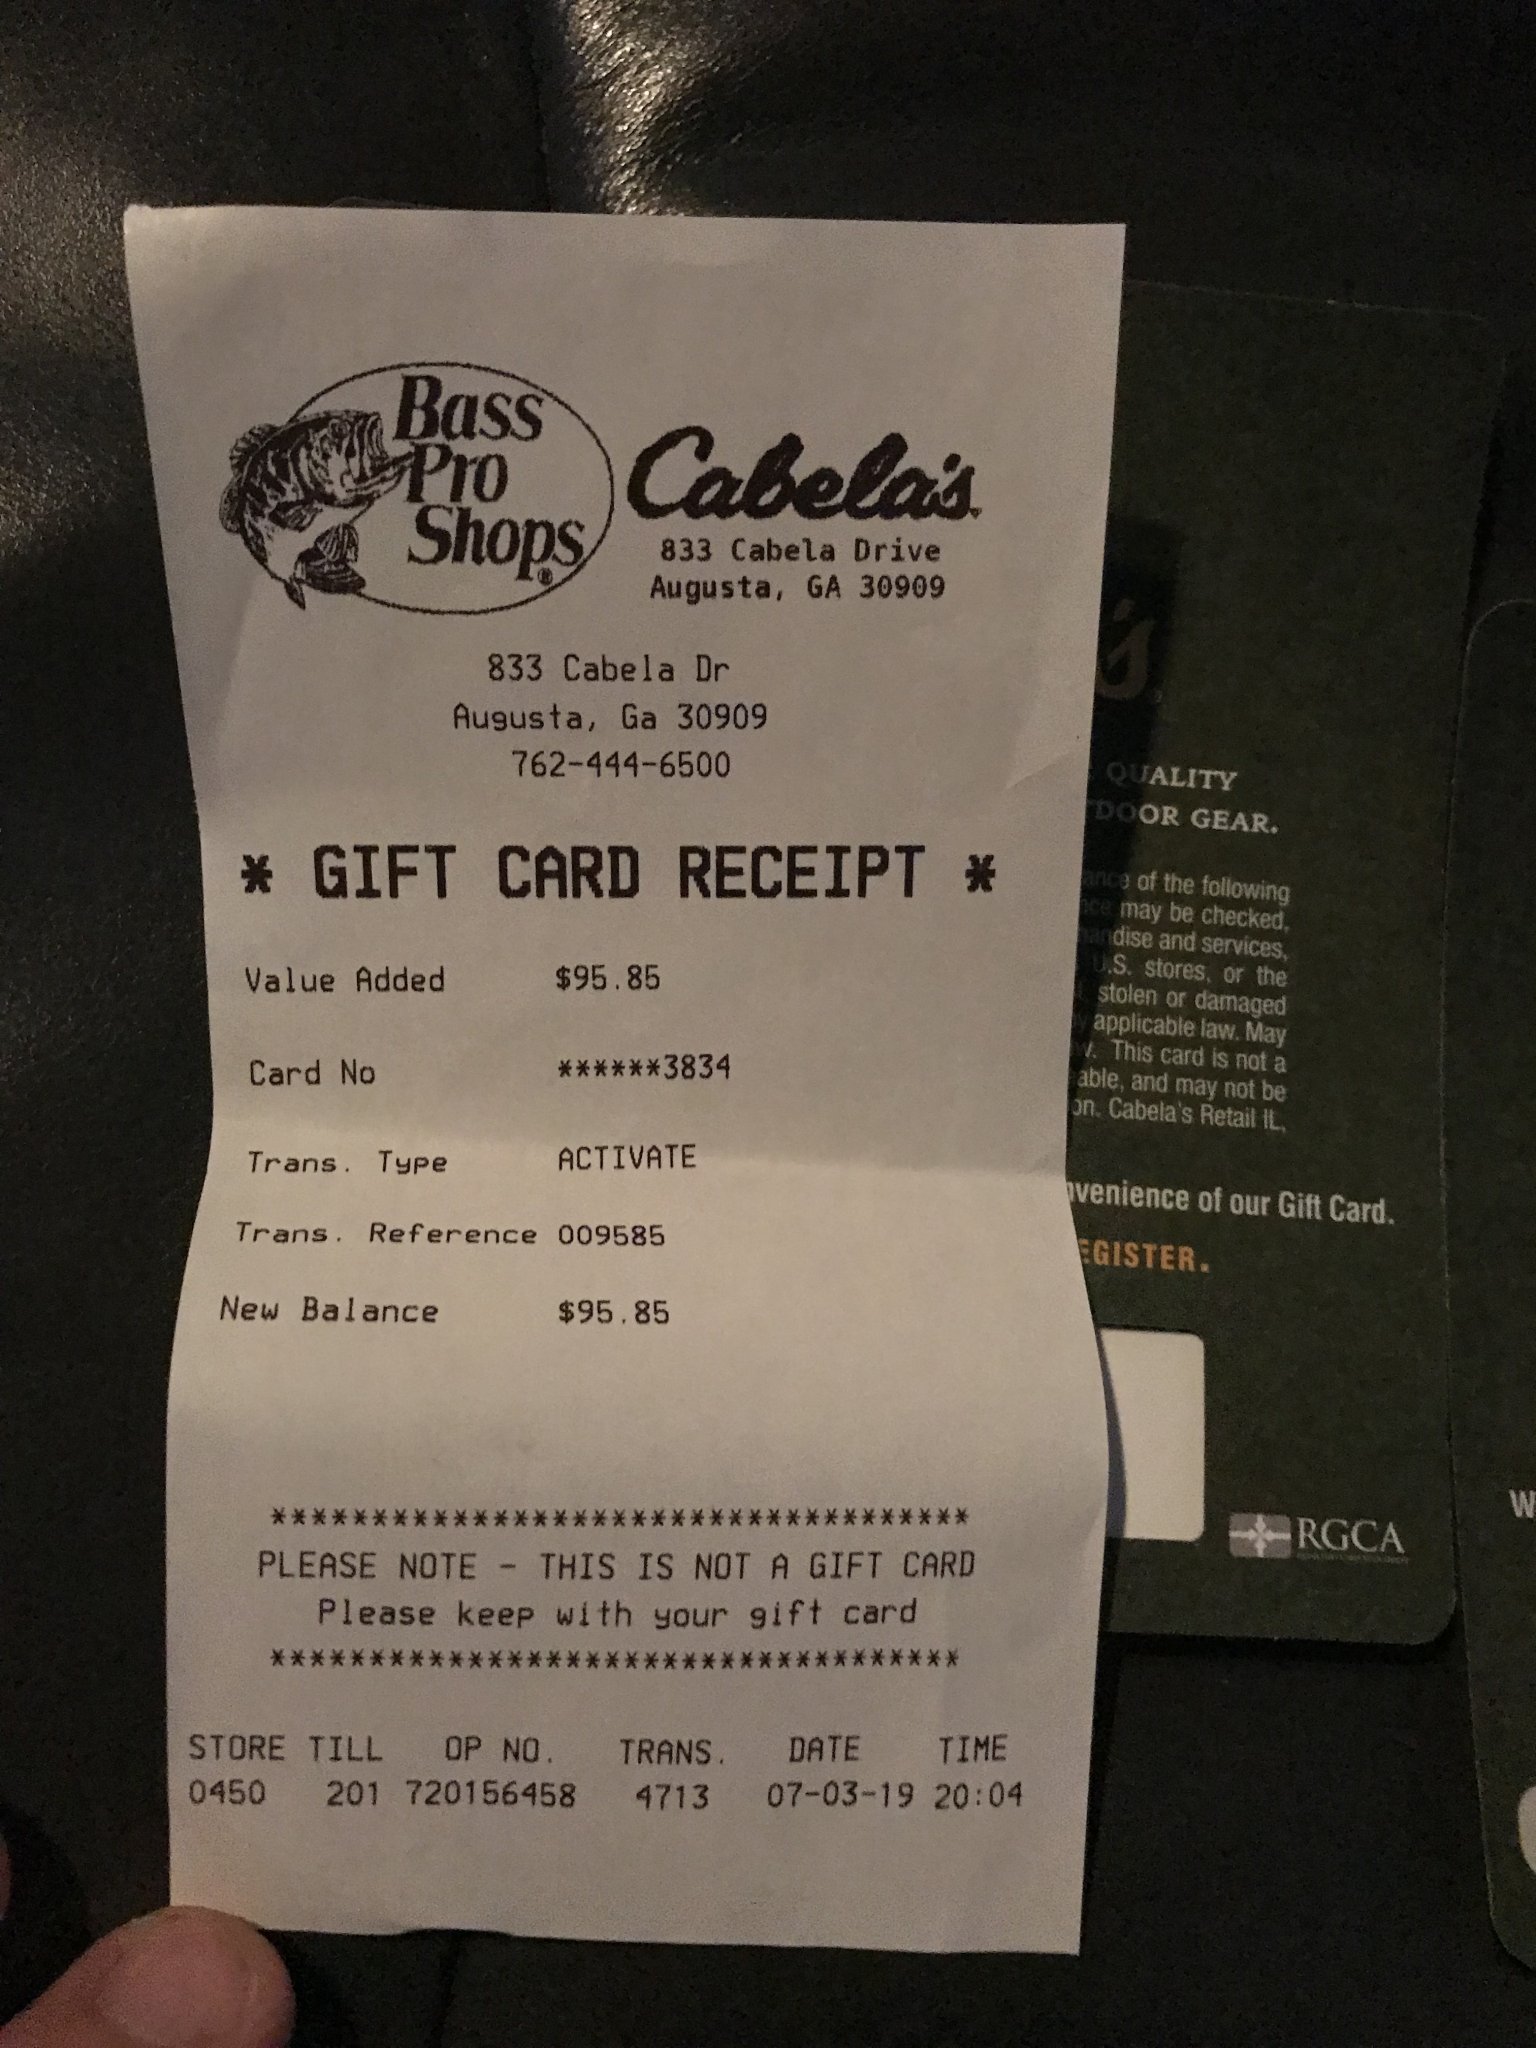 Bass
Pro
Shops®
Cabela's
833 Cabela Drive
Augusta, GA 30909
833 Cabela Dr
Augusta, Ga 30909
762-444-6500
* GIFT CARD RECEIPT *
Value Added $95.85
Card No ******3834
Trans. Type ACTIVATE
Trans. Reference 009585
New Balance $95.85
***********************************
PLEASE NOTE - THIS IS NOT A GIFT CARD
Please keep with your gift card
***********************************
STORE TILL OP NO. TRANS. DATE TIME
0450 201 720156458 4713 07-03-19 20:04
's
QUALITY
DOOR GEAR.
of the following
may be checked,
and services,
U.S. stores, or the
stolen or damaged
applicable law. May
This card is not a
able, and may not be
on. Cabela's Retail IL,
nvenience of our Gift Card.
EGISTER.
RGCA
W